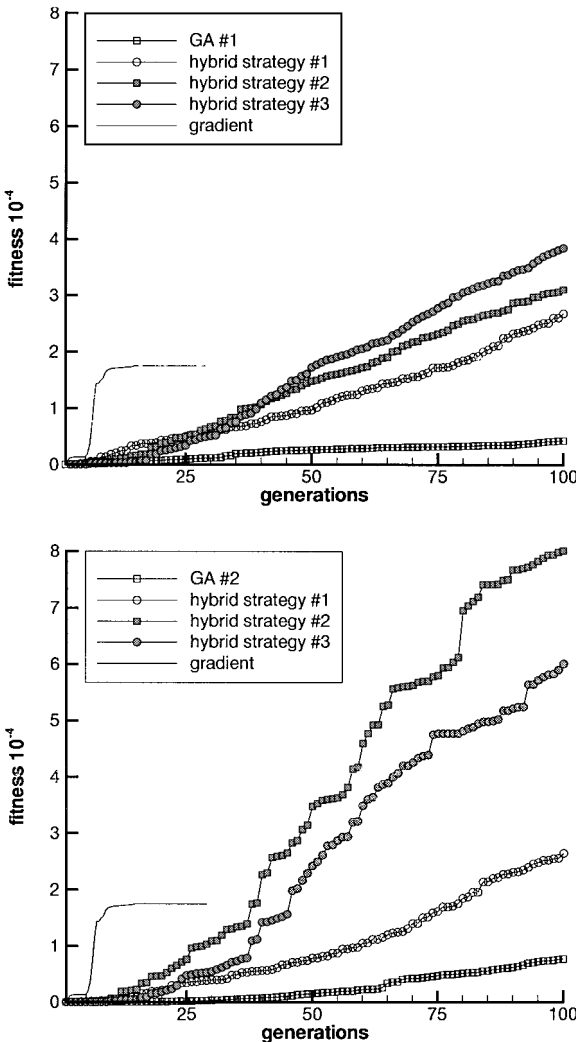 8
7
6
5
4
3
2
1
0
fitness 10⁻⁴
GA #1
hybrid strategy #1
hybrid strategy #2
hybrid strategy #3
gradient
25
50
75
100
generations
8
7
6
5
4
3
2
1
0
fitness 10⁻⁴
GA #2
hybrid strategy #1
hybrid strategy #2
hybrid strategy #3
gradient
25
50
75
100
generations